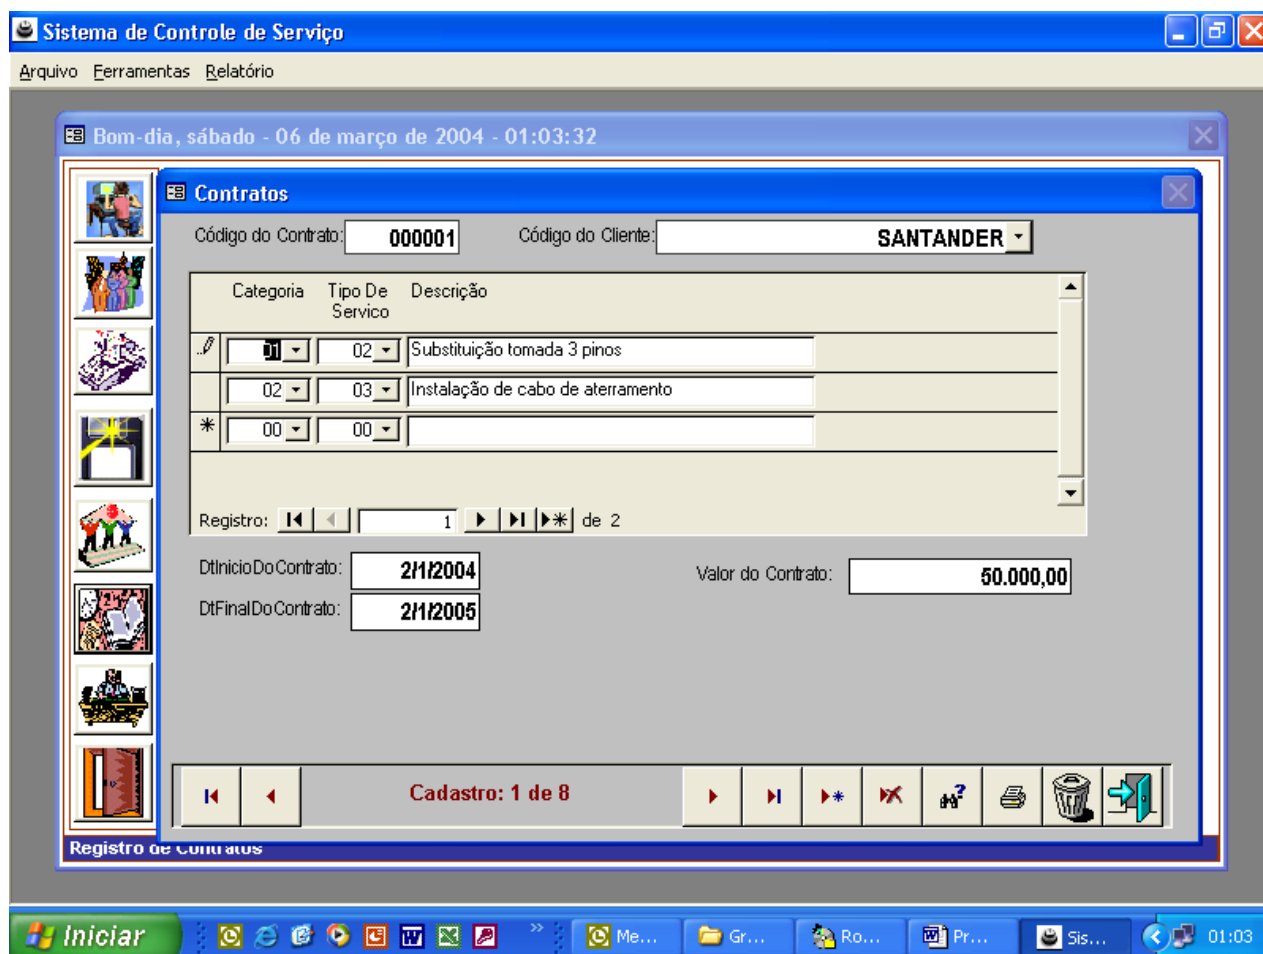 Sistema de Controle de Serviço
Arquivo Ferramentas Relatório
Bom-dia, sábado - 06 de março de 2004 - 01:03:32
Contratos
Código do Contrato: 000001 Código do Cliente: SANTANDER
Categoria Tipo De Servico Descrição
01 02 Substituição tomada 3 pinos
02 03 Instalação de cabo de aterramento
00 00
Registro: 1 de 2
DtInicioDoContrato: 2/1/2004 Valor do Contrato: 50.000,00
DtFinalDoContrato: 2/1/2005
Cadastro: 1 de 8
Registro de Contratos
Iniciar Me... Gr... Ro... Pr... Sis... 01:03